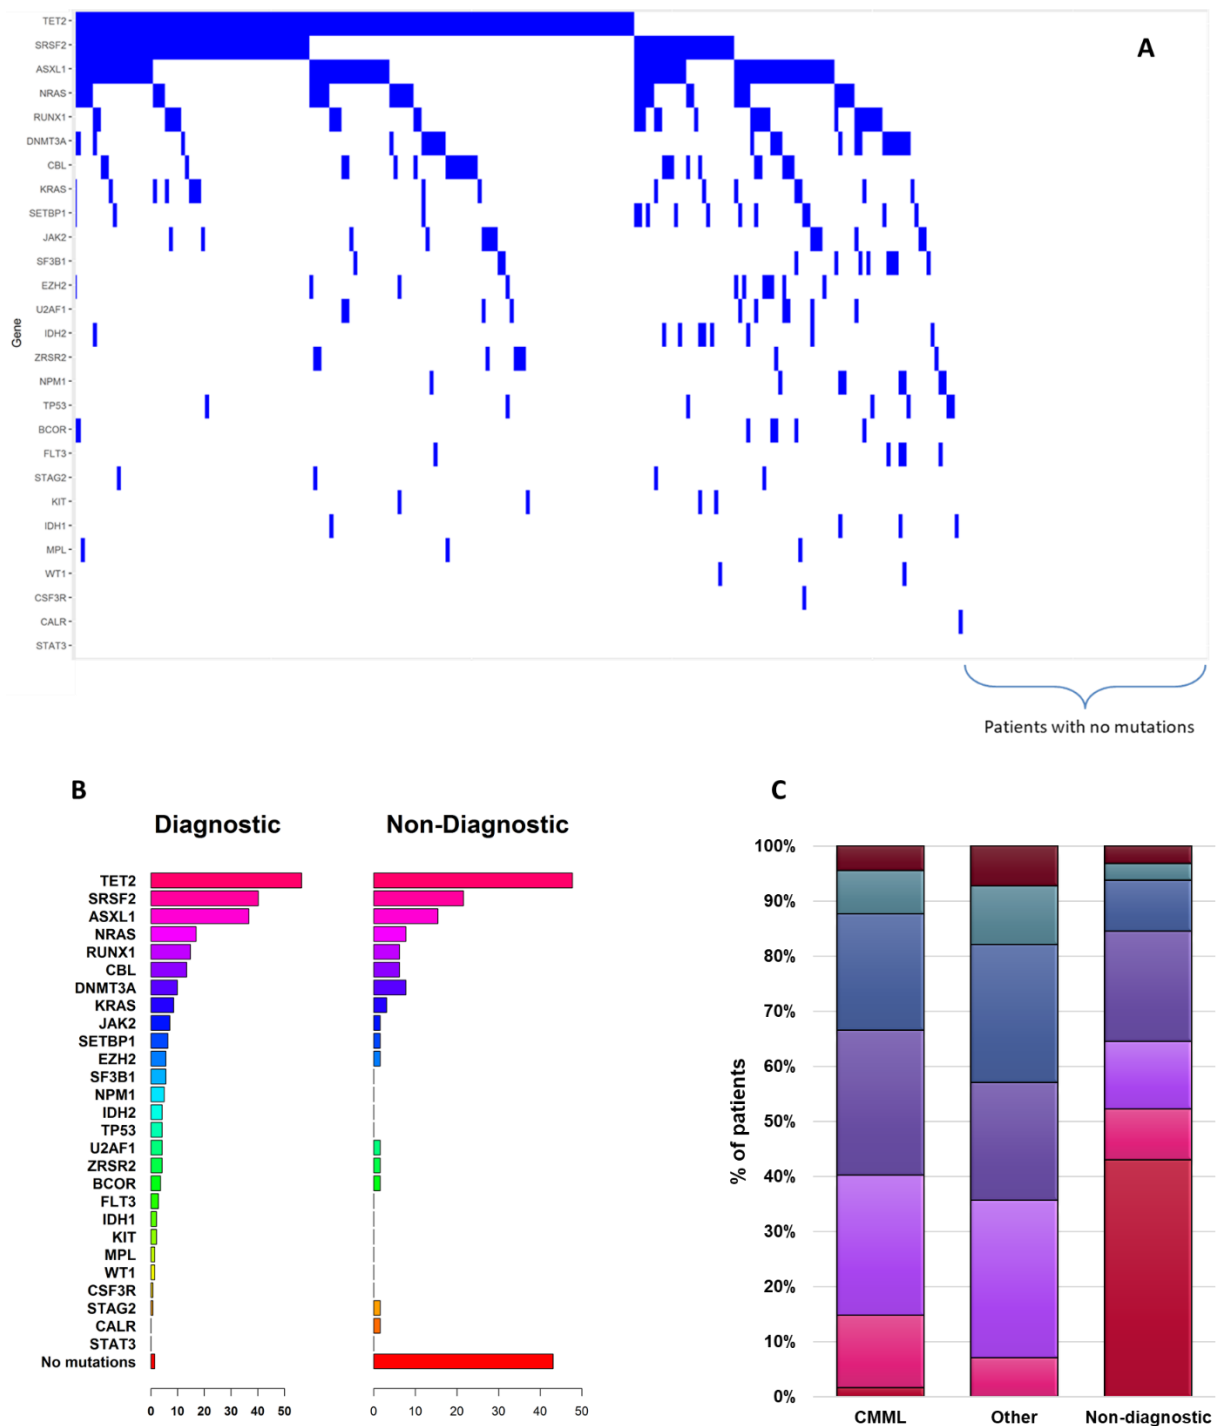 A
Gene
TET2
SRSF2
ASXL1
NRAS
RUNX1
DNMT3A
CBL
KRAS
SETBP1
JAK2
SF3B1
EZH2
U2AF1
IDH2
ZRSR2
NPM1
TP53
BCOR
FLT3
STAG2
KIT
IDH1
MPL
WT1
CSF3R
CALR
STAT3
Patients with no mutations
B
Diagnostic Non-Diagnostic
TET2
SRSF2
ASXL1
NRAS
RUNX1
CBL
DNMT3A
KRAS
JAK2
SETBP1
EZH2
SF3B1
NPM1
IDH2
TP53
U2AF1
ZRSR2
BCOR
FLT3
IDH1
KIT
MPL
WT1
CSF3R
STAG2
CALR
STAT3
No mutations
0 10 20 30 40 50 0 10 20 30 40 50
C
% of patients
100%
90%
80%
70%
60%
50%
40%
30%
20%
10%
0%
CMML Other Non-diagnostic